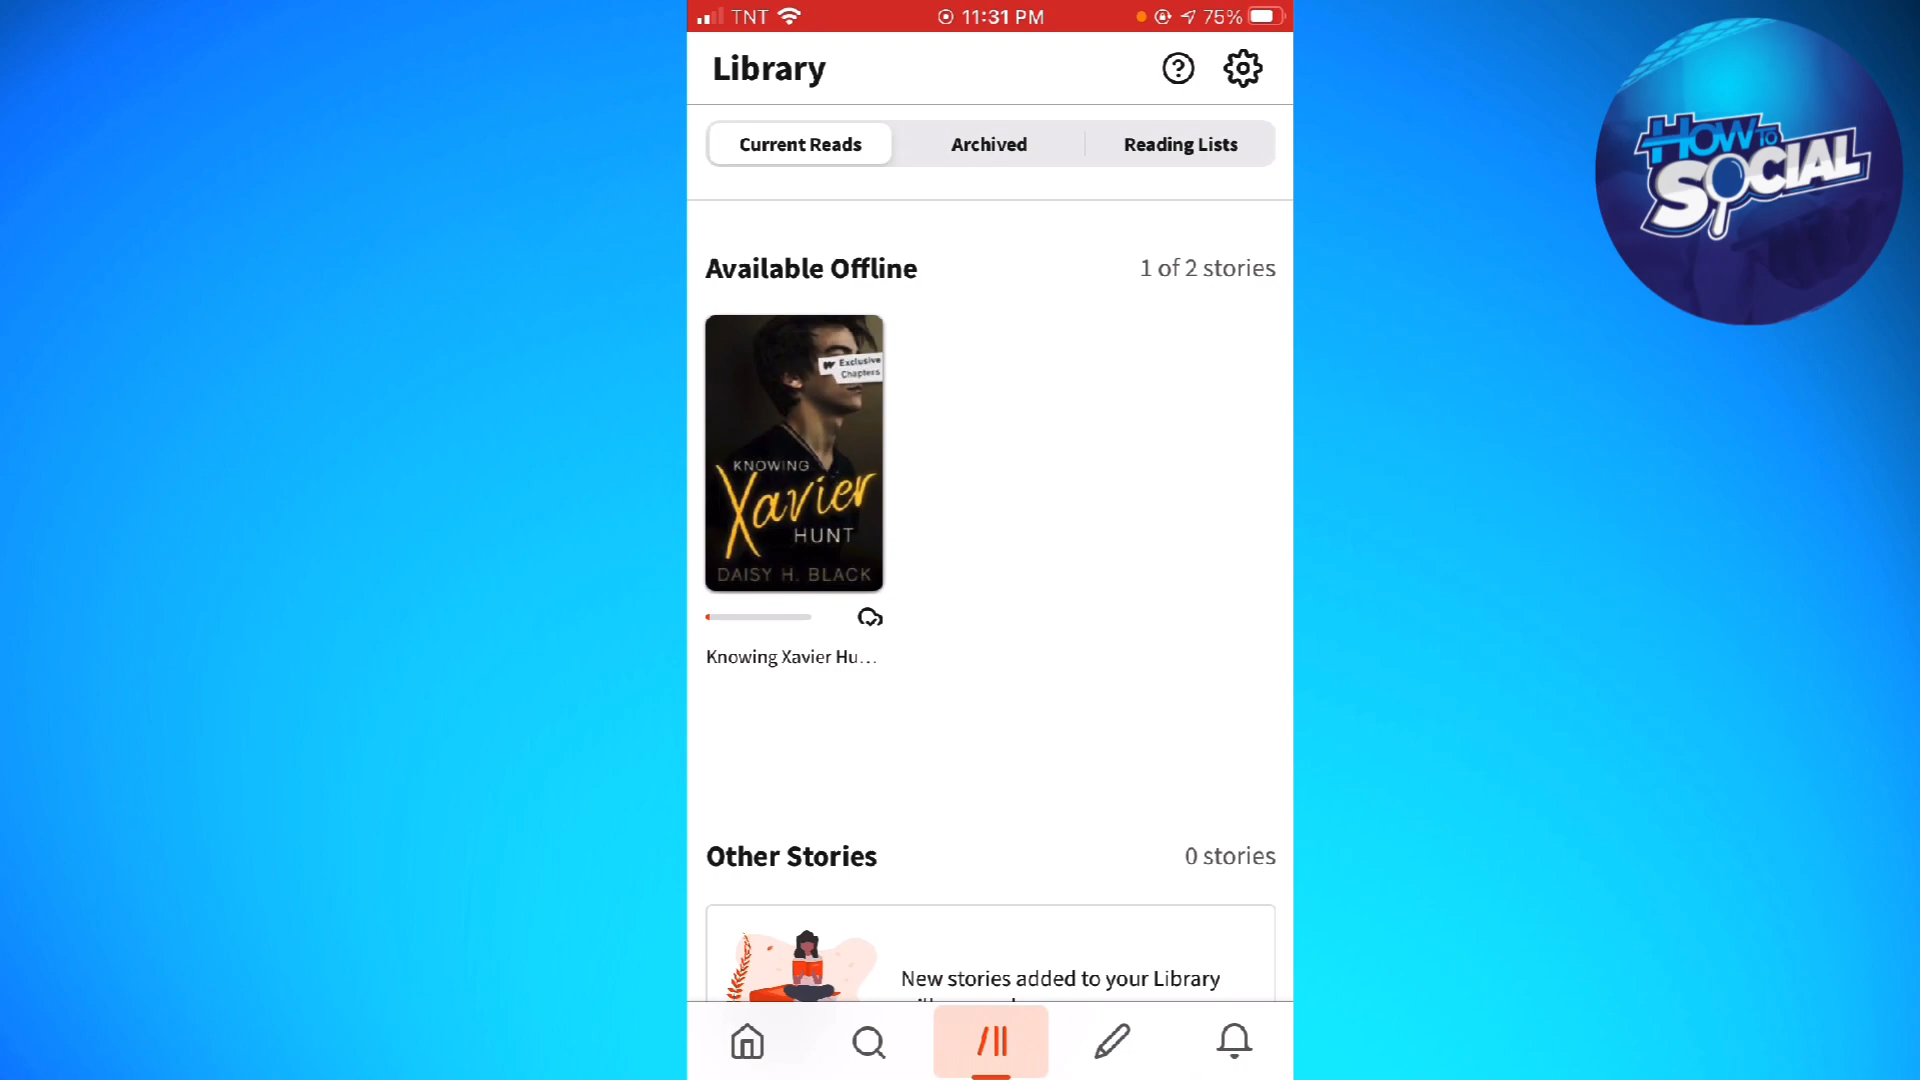 TNT 11:31 PM 75%
Library
Current Reads Archived Reading Lists
Available Offline 1 of 2 stories
Exclusive
Chapters
KNOWING
Xavier
HUNT
DAISY H. BLACK
Knowing Xavier Hu...
Other Stories 0 stories
New stories added to your Library
HOW TO
SOCIAL